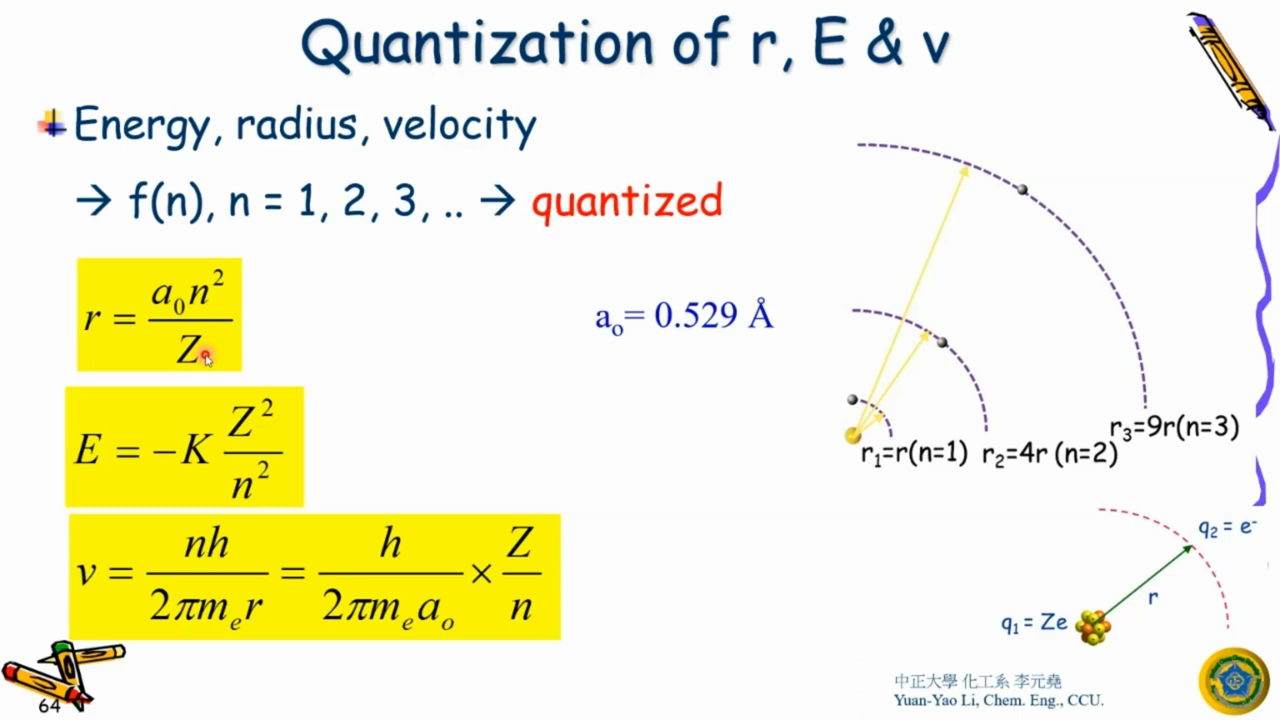 Quantization of r, E & v
Energy, radius, velocity
→ f(n), n = 1, 2, 3, .. → quantized
r = a₀n² / Z
aₒ= 0.529 Å
E = −K Z² / n²
v = nh / 2πmₑr = h / 2πmₑaₒ × Z / n
r₁=r(n=1)
r₂=4r (n=2)
r₃=9r(n=3)
q₂ = e⁻
r
q₁ = Ze
中正大學 化工系 李元堯
Yuan-Yao Li, Chem. Eng., CCU.
64